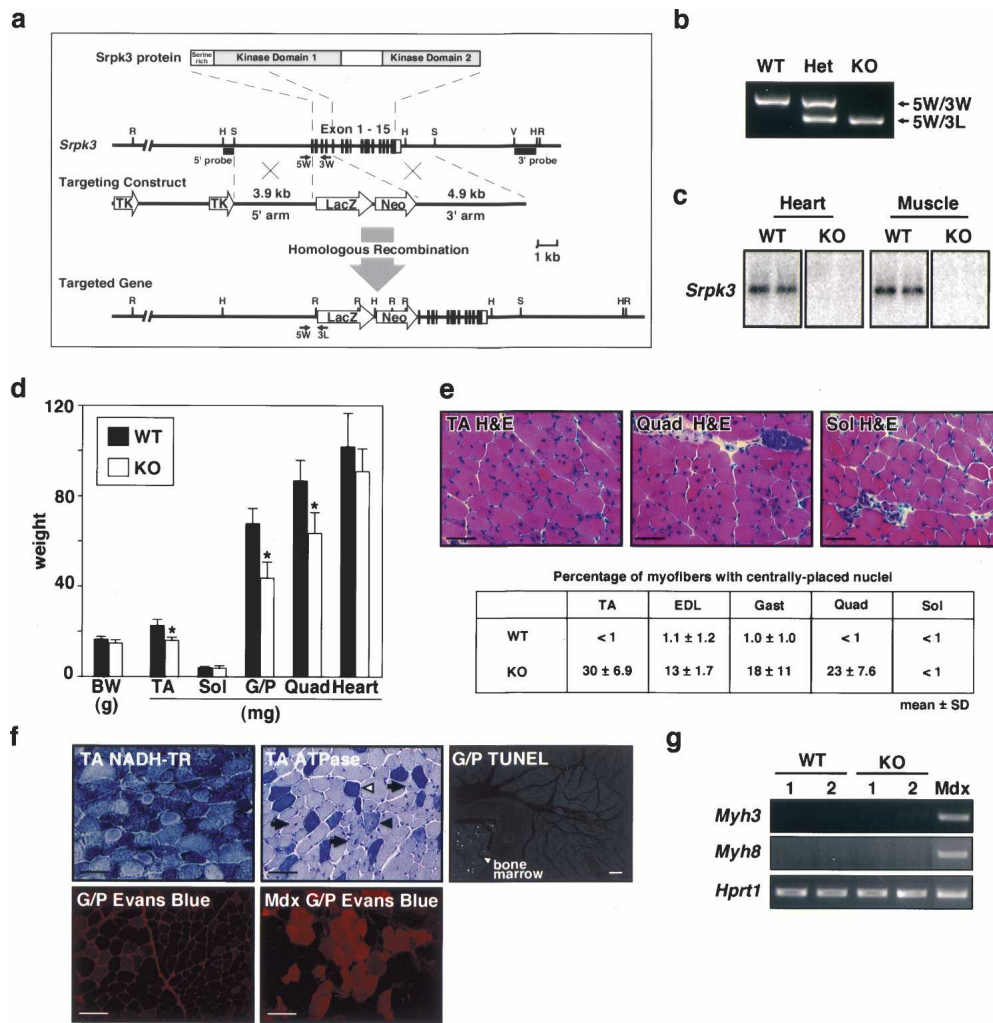 a
Srpk3 protein
Serine rich
Kinase Domain 1
Kinase Domain 2
Exon 1 - 15
R H S H S V HR
Srpk3
5' probe
5W
3W
3' probe
Targeting Construct
3.9 kb
4.9 kb
TK
TK
LacZ
Neo
5' arm
3' arm
Homologous Recombination
1 kb
Targeted Gene
R H R R H R R H S HR
LacZ
Neo
5W
3L
b
WT Het KO
5W/3W
5W/3L
c
Heart Muscle
WT KO WT KO
Srpk3
d
120
80
40
0
weight
WT
KO
*
*
*
BW TA Sol G/P Quad Heart
(g) (mg)
e
TA H&E
Quad H&E
Sol H&E
Percentage of myofibers with centrally-placed nuclei
TA EDL Gast Quad Sol
WT < 1 1.1 ± 1.2 1.0 ± 1.0 < 1 < 1
KO 30 ± 6.9 13 ± 1.7 18 ± 11 23 ± 7.6 < 1
mean ± SD
f
TA NADH-TR
TA ATPase
G/P TUNEL
bone
marrow
G/P Evans Blue
Mdx G/P Evans Blue
g
WT KO
1 2 1 2 Mdx
Myh3
Myh8
Hprt1